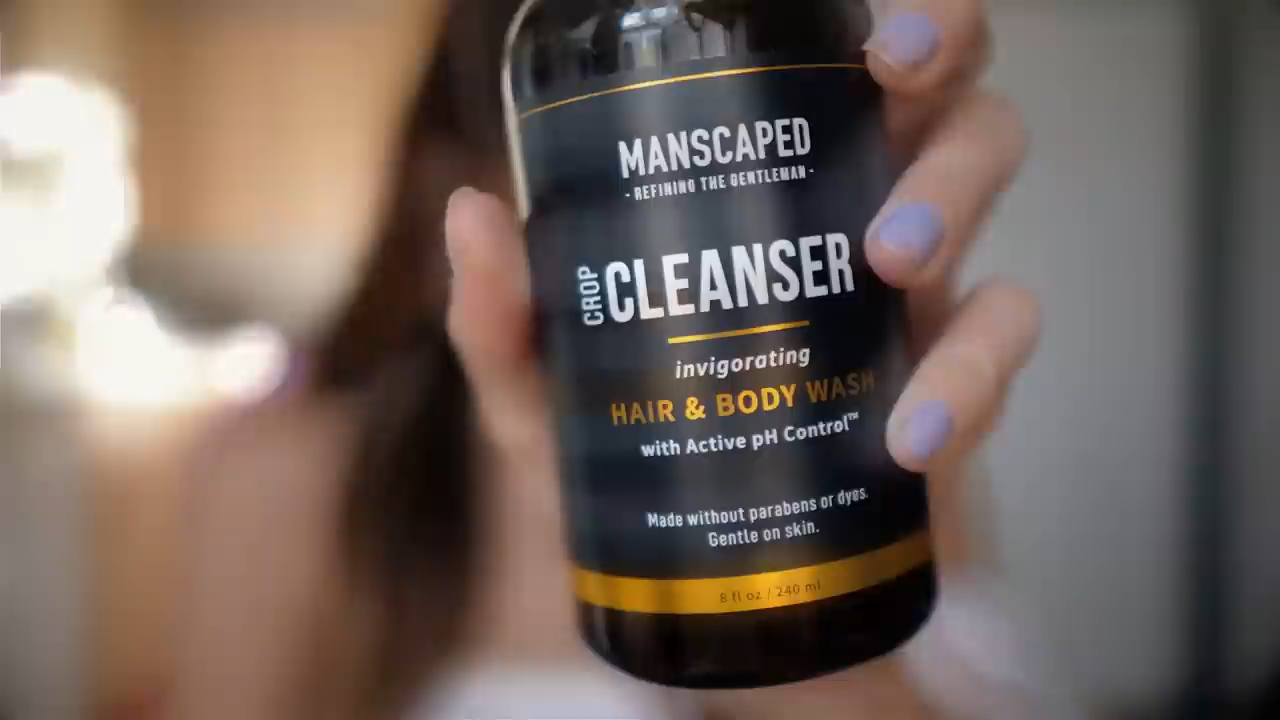 MANSCAPED
- REFINING THE GENTLEMAN -
CROP CLEANSER
invigorating
HAIR & BODY WASH
with Active pH Control™
Made without parabens or dyes.
Gentle on skin.
8 fl oz / 240 ml